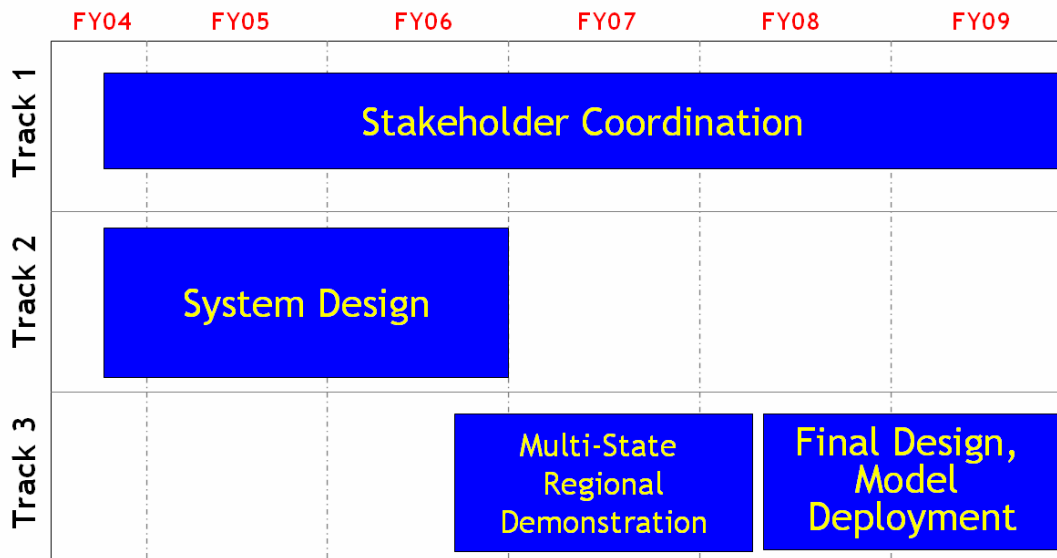 FY04 FY05 FY06 FY07 FY08 FY09
Track 1
Stakeholder Coordination
Track 2
System Design
Track 3
Multi-State
Regional
Demonstration
Final Design,
Model
Deployment